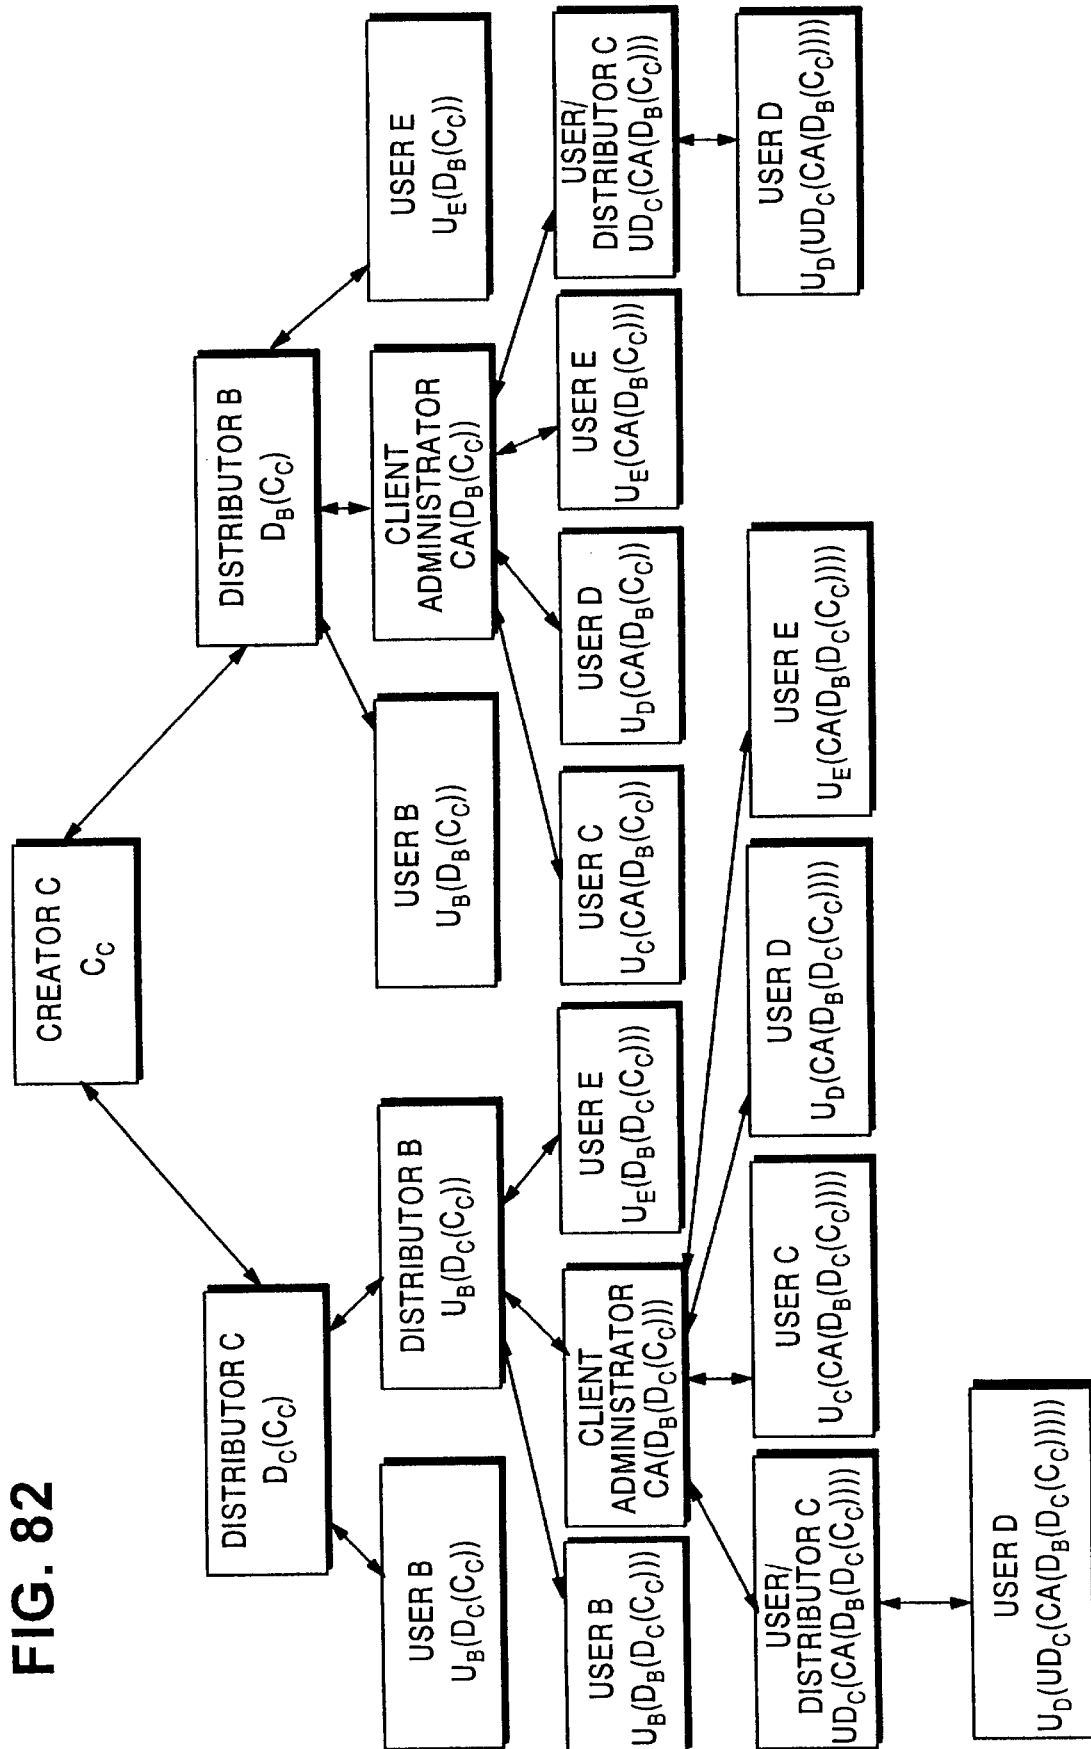 FIG. 82
CREATOR C
C_C
DISTRIBUTOR C
D_C(C_C)
DISTRIBUTOR B
D_B(C_C)
USER B
U_B(D_C(C_C))
DISTRIBUTOR B
U_B(D_C(C_C))
USER B
U_B(D_B(C_C))
CLIENT
ADMINISTRATOR
CA(D_B(C_C))
USER E
U_E(D_B(C_C))
USER B
U_B(D_B(D_C(C_C)))
CLIENT
ADMINISTRATOR
CA(D_B(D_C(C_C)))
USER E
U_E(D_B(D_C(C_C)))
USER C
U_C(CA(D_B(C_C))
USER D
U_D(CA(D_B(C_C))
USER E
U_E(CA(D_B(C_C)))
USER/
DISTRIBUTOR C
UD_C(CA(D_B(C_C)))
USER/
DISTRIBUTOR C
UD_C(CA(D_B(D_C(C_C))))
USER C
U_C(CA(D_B(D_C(C_C))))
USER D
U_D(CA(D_B(D_C(C_C))))
USER E
U_E(CA(D_B(D_C(C_C))))
USER D
U_D(UD_C(CA(D_B(C_C))))
USER D
U_D(UD_C(CA(D_B(D_C(C_C)))))